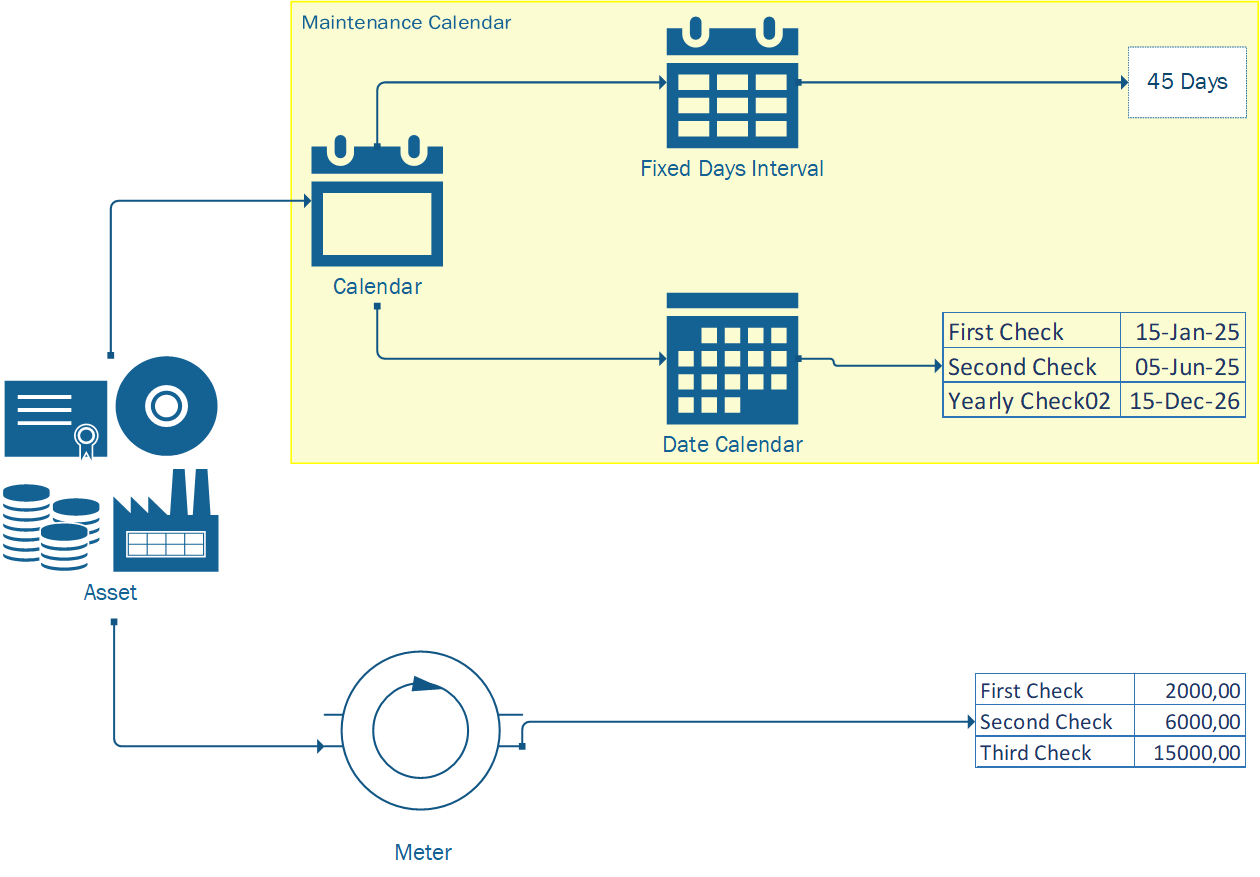 Maintenance Calendar
45 Days
Fixed Days Interval
Calendar
First Check 15-Jan-25
Second Check 05-Jun-25
Yearly Check02 15-Dec-26
Date Calendar
Asset
First Check 2000,00
Second Check 6000,00
Third Check 15000,00
Meter